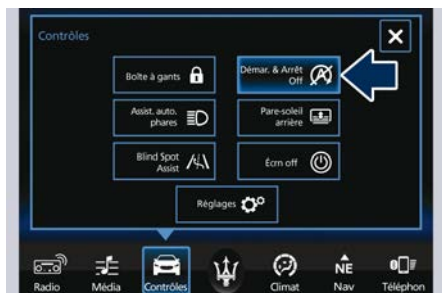 Contrôles
Boîte à gants
Démar. & Arrêt
Off
Assist. auto.
phares
Pare-soleil
arrière
Blind Spot
Assist
Écrn off
Réglages
Radio
Média
Contrôles
Climat
NE
Nav
Téléphon